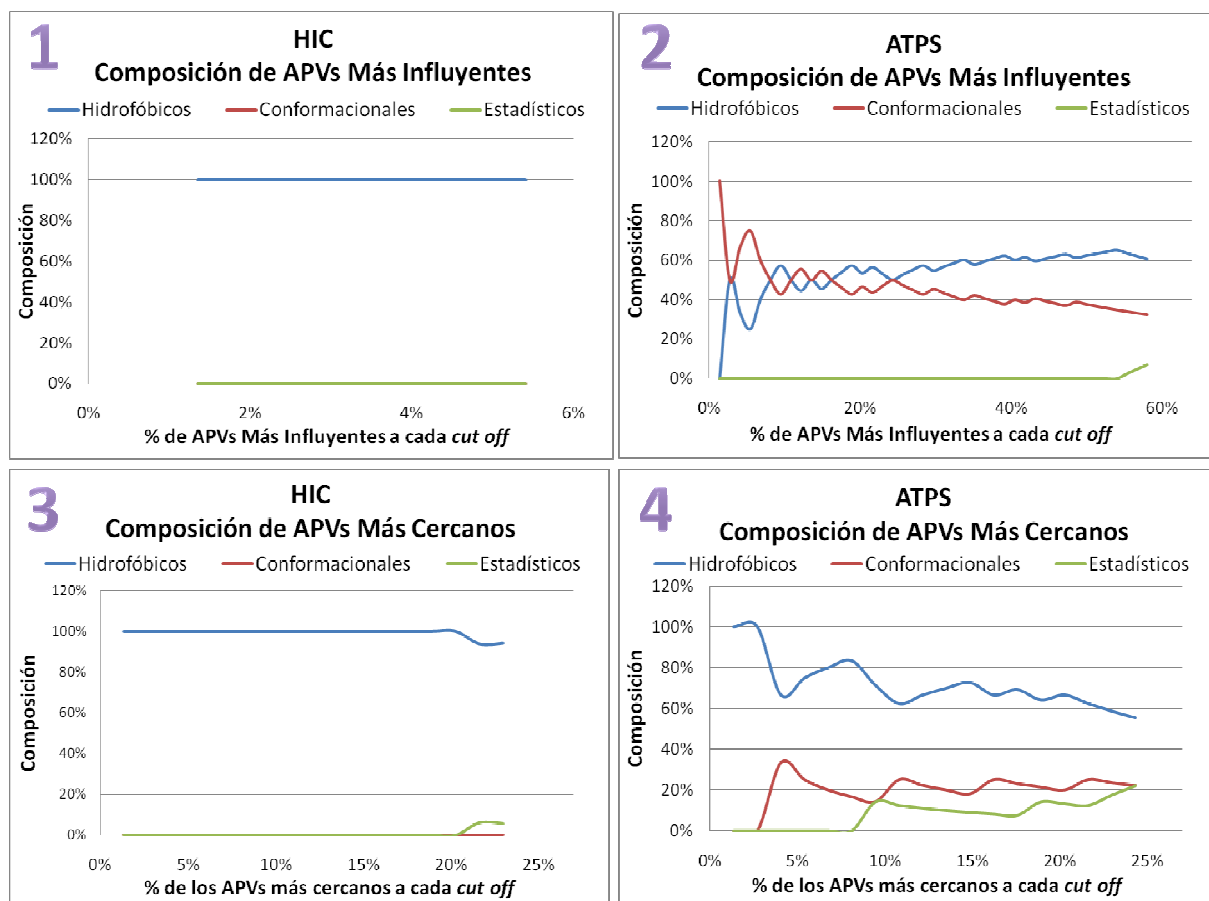 1
HIC
Composición de APVs Más Influyentes
Hidrofóbicos Conformacionales Estadísticos
120%
100%
80%
60%
40%
20%
0%
0% 2% 4% 6%
Composición
% de APVs Más Influyentes a cada cut off
2
ATPS
Composición de APVs Más Influyentes
Hidrofóbicos Conformacionales Estadísticos
120%
100%
80%
60%
40%
20%
0%
0% 20% 40% 60%
Composición
% de APVs Más Influyentes a cada cut off
3
HIC
Composición de APVs Más Cercanos
Hidrofóbicos Conformacionales Estadísticos
120%
100%
80%
60%
40%
20%
0%
0% 5% 10% 15% 20% 25%
Composición
% de los APVs más cercanos a cada cut off
4
ATPS
Composición de APVs Más Cercanos
Hidrofóbicos Conformacionales Estadísticos
120%
100%
80%
60%
40%
20%
0%
0% 5% 10% 15% 20% 25%
Composición
% de los APVs más cercanos a cada cut off